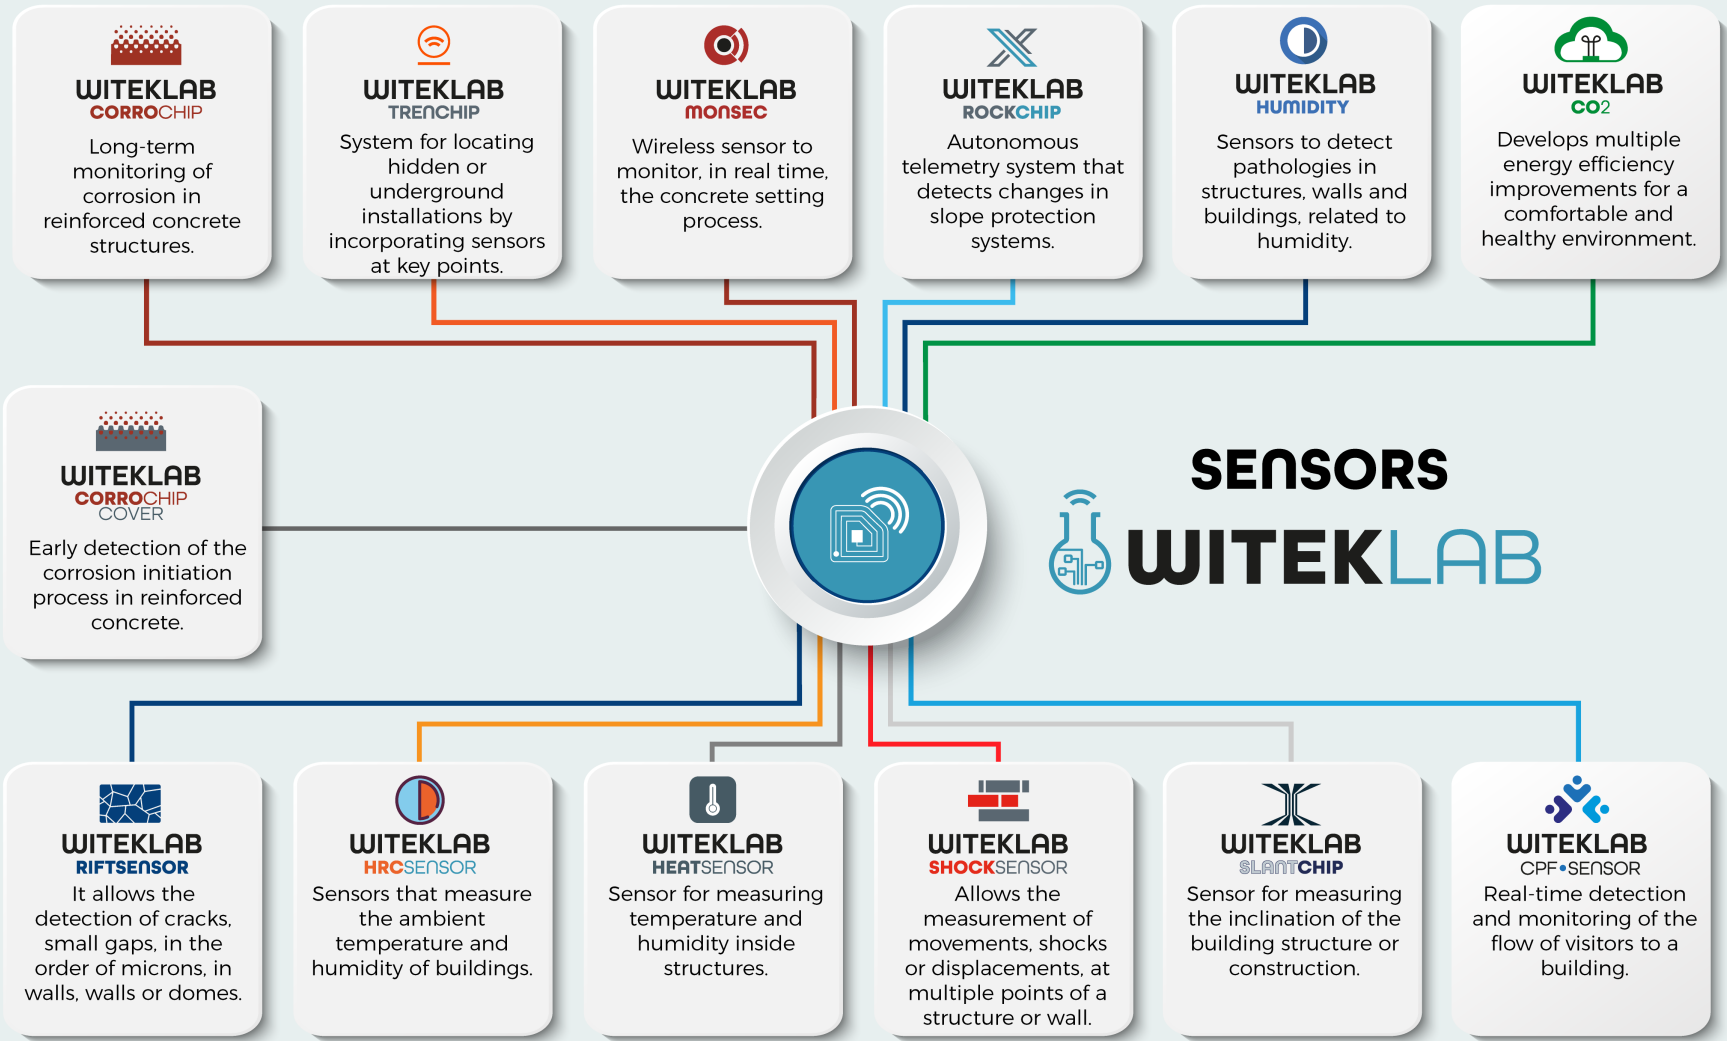 WITEKLAB
CORROCHIP
Long-term
monitoring of
corrosion in
reinforced concrete
structures.
WITEKLAB
TRENCHIP
System for locating
hidden or
underground
installations by
incorporating sensors
at key points.
WITEKLAB
MONSEC
Wireless sensor to
monitor, in real time,
the concrete setting
process.
WITEKLAB
ROCKCHIP
Autonomous
telemetry system that
detects changes in
slope protection
systems.
WITEKLAB
HUMIDITY
Sensors to detect
pathologies in
structures, walls and
buildings, related to
humidity.
WITEKLAB
CO2
Develops multiple
energy efficiency
improvements for a
comfortable and
healthy environment.
WITEKLAB
CORROCHIP
COVER
Early detection of the
corrosion initiation
process in reinforced
concrete.
SENSORS
WITEKLAB
WITEKLAB
RIFTSENSOR
It allows the
detection of cracks,
small gaps, in the
order of microns, in
walls, walls or domes.
WITEKLAB
HRCSENSOR
Sensors that measure
the ambient
temperature and
humidity of buildings.
WITEKLAB
HEATSENSOR
Sensor for measuring
temperature and
humidity inside
structures.
WITEKLAB
SHOCKSENSOR
Allows the
measurement of
movements, shocks
or displacements, at
multiple points of a
structure or wall.
WITEKLAB
SLANTCHIP
Sensor for measuring
the inclination of the
building structure or
construction.
WITEKLAB
CPF•SENSOR
Real-time detection
and monitoring of the
flow of visitors to a
building.